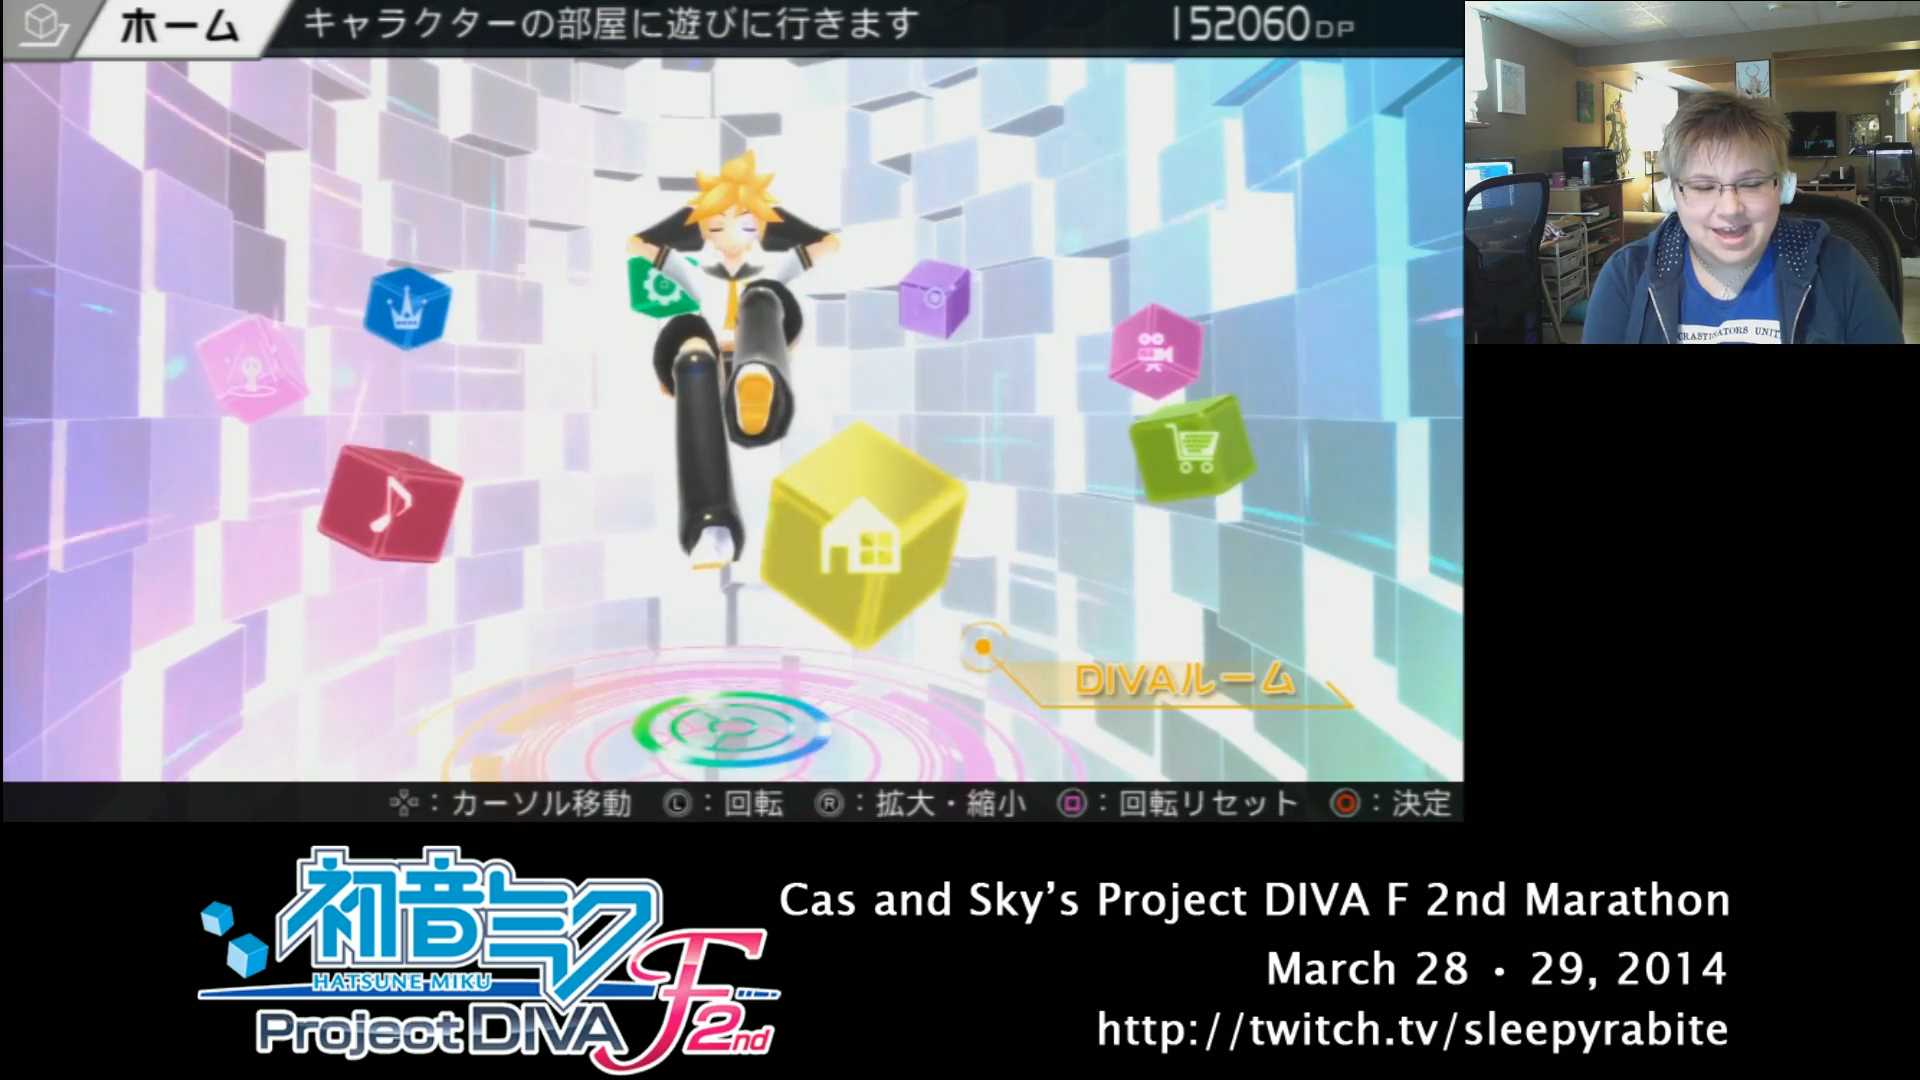 ホーム
キャラクターの部屋に遊びに行きます
152060DP
CRASTINATORS UNIT
DIVAルーム
:カーソル移動 L:回転 R:拡大・縮小 :回転リセット :決定
初音ミク
HATSUNE MIKU
Project DIVA F 2nd
Cas and Sky's Project DIVA F 2nd Marathon
March 28 • 29, 2014
http://twitch.tv/sleepyrabite